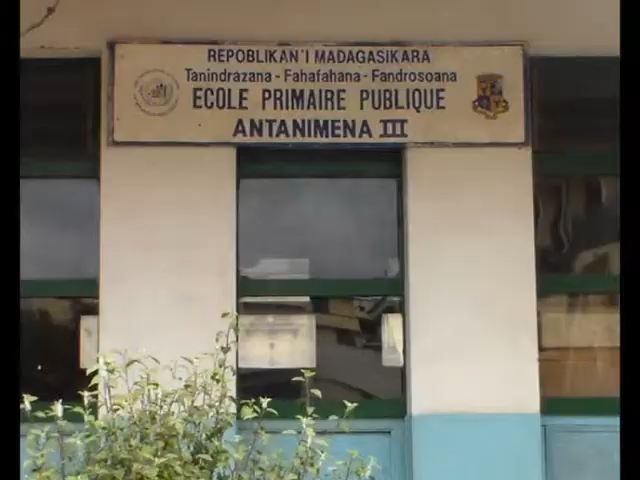 REPOBLIKAN'I MADAGASIKARA
Tanindrazana - Fahafahana - Fandrosoana
ECOLE PRIMAIRE PUBLIQUE
ANTANIMENA III